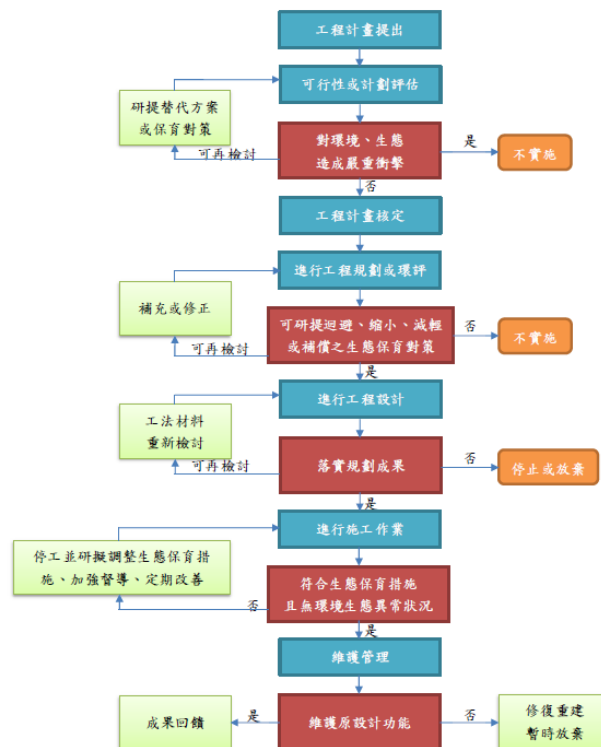 工程計畫提出
可行性或計劃評估
研提替代方案
或保育對策
對環境、生態
造成嚴重衝擊
是
不實施
可再檢討
否
工程計畫核定
進行工程規劃或環評
補充或修正
可研提迴避、縮小、減輕
或補償之生態保育對策
否
不實施
可再檢討
是
進行工程設計
工法材料
重新檢討
落實規劃成果
否
停止或放棄
可再檢討
是
進行施工作業
停工並研擬調整生態保育措
施、加強督導、定期改善
符合生態保育措施
且無環境生態異常狀況
否
是
維護管理
成果回饋
是
維護原設計功能
否
修復重建
暫時放棄